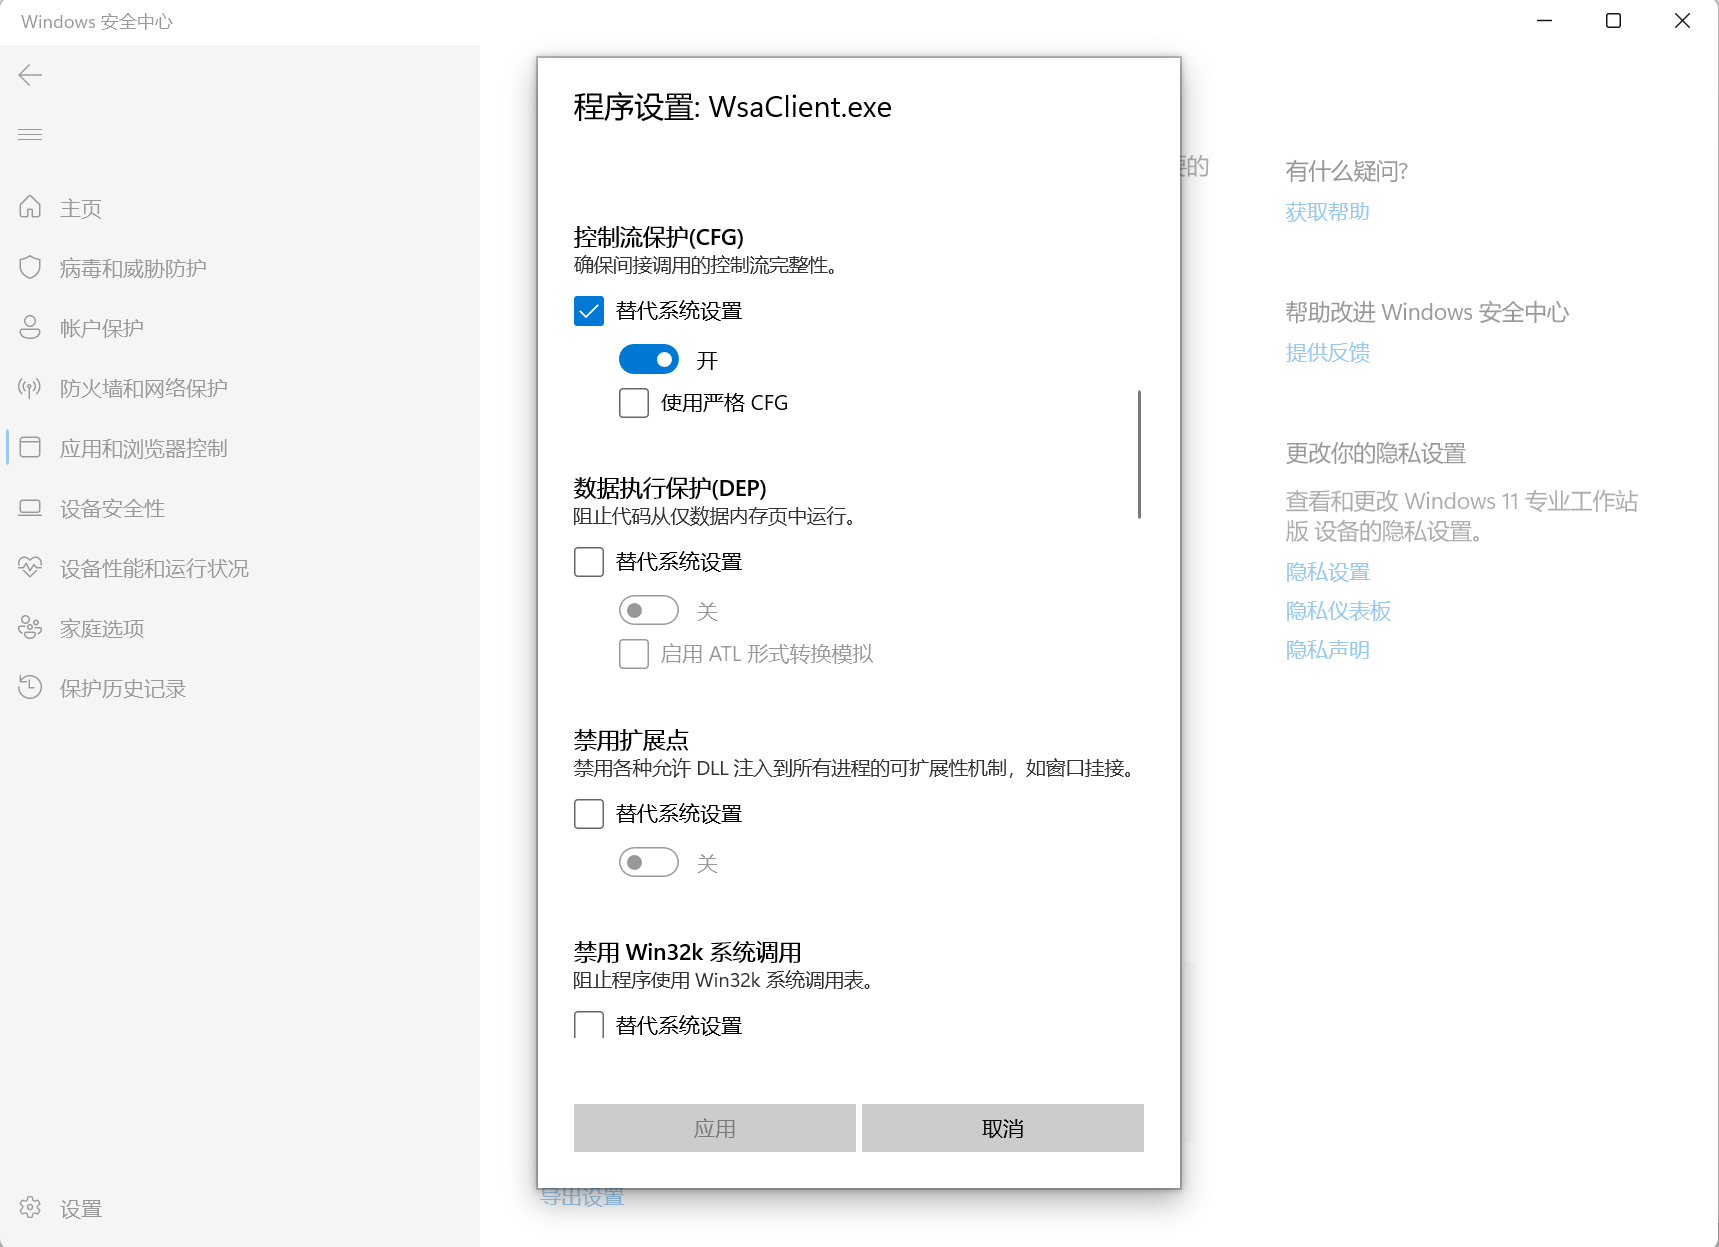 Windows 安全中心
主页
病毒和威胁防护
帐户保护
防火墙和网络保护
应用和浏览器控制
设备安全性
设备性能和运行状况
家庭选项
保护历史记录
设置
程序设置: WsaClient.exe
控制流保护(CFG)
确保间接调用的控制流完整性。
替代系统设置
开
使用严格 CFG
数据执行保护(DEP)
阻止代码从仅数据内存页中运行。
替代系统设置
关
启用 ATL 形式转换模拟
禁用扩展点
禁用各种允许 DLL 注入到所有进程的可扩展性机制，如窗口挂接。
替代系统设置
关
禁用 Win32k 系统调用
阻止程序使用 Win32k 系统调用表。
替代系统设置
应用
取消
导出设置
要的
有什么疑问?
获取帮助
帮助改进 Windows 安全中心
提供反馈
更改你的隐私设置
查看和更改 Windows 11 专业工作站
版 设备的隐私设置。
隐私设置
隐私仪表板
隐私声明